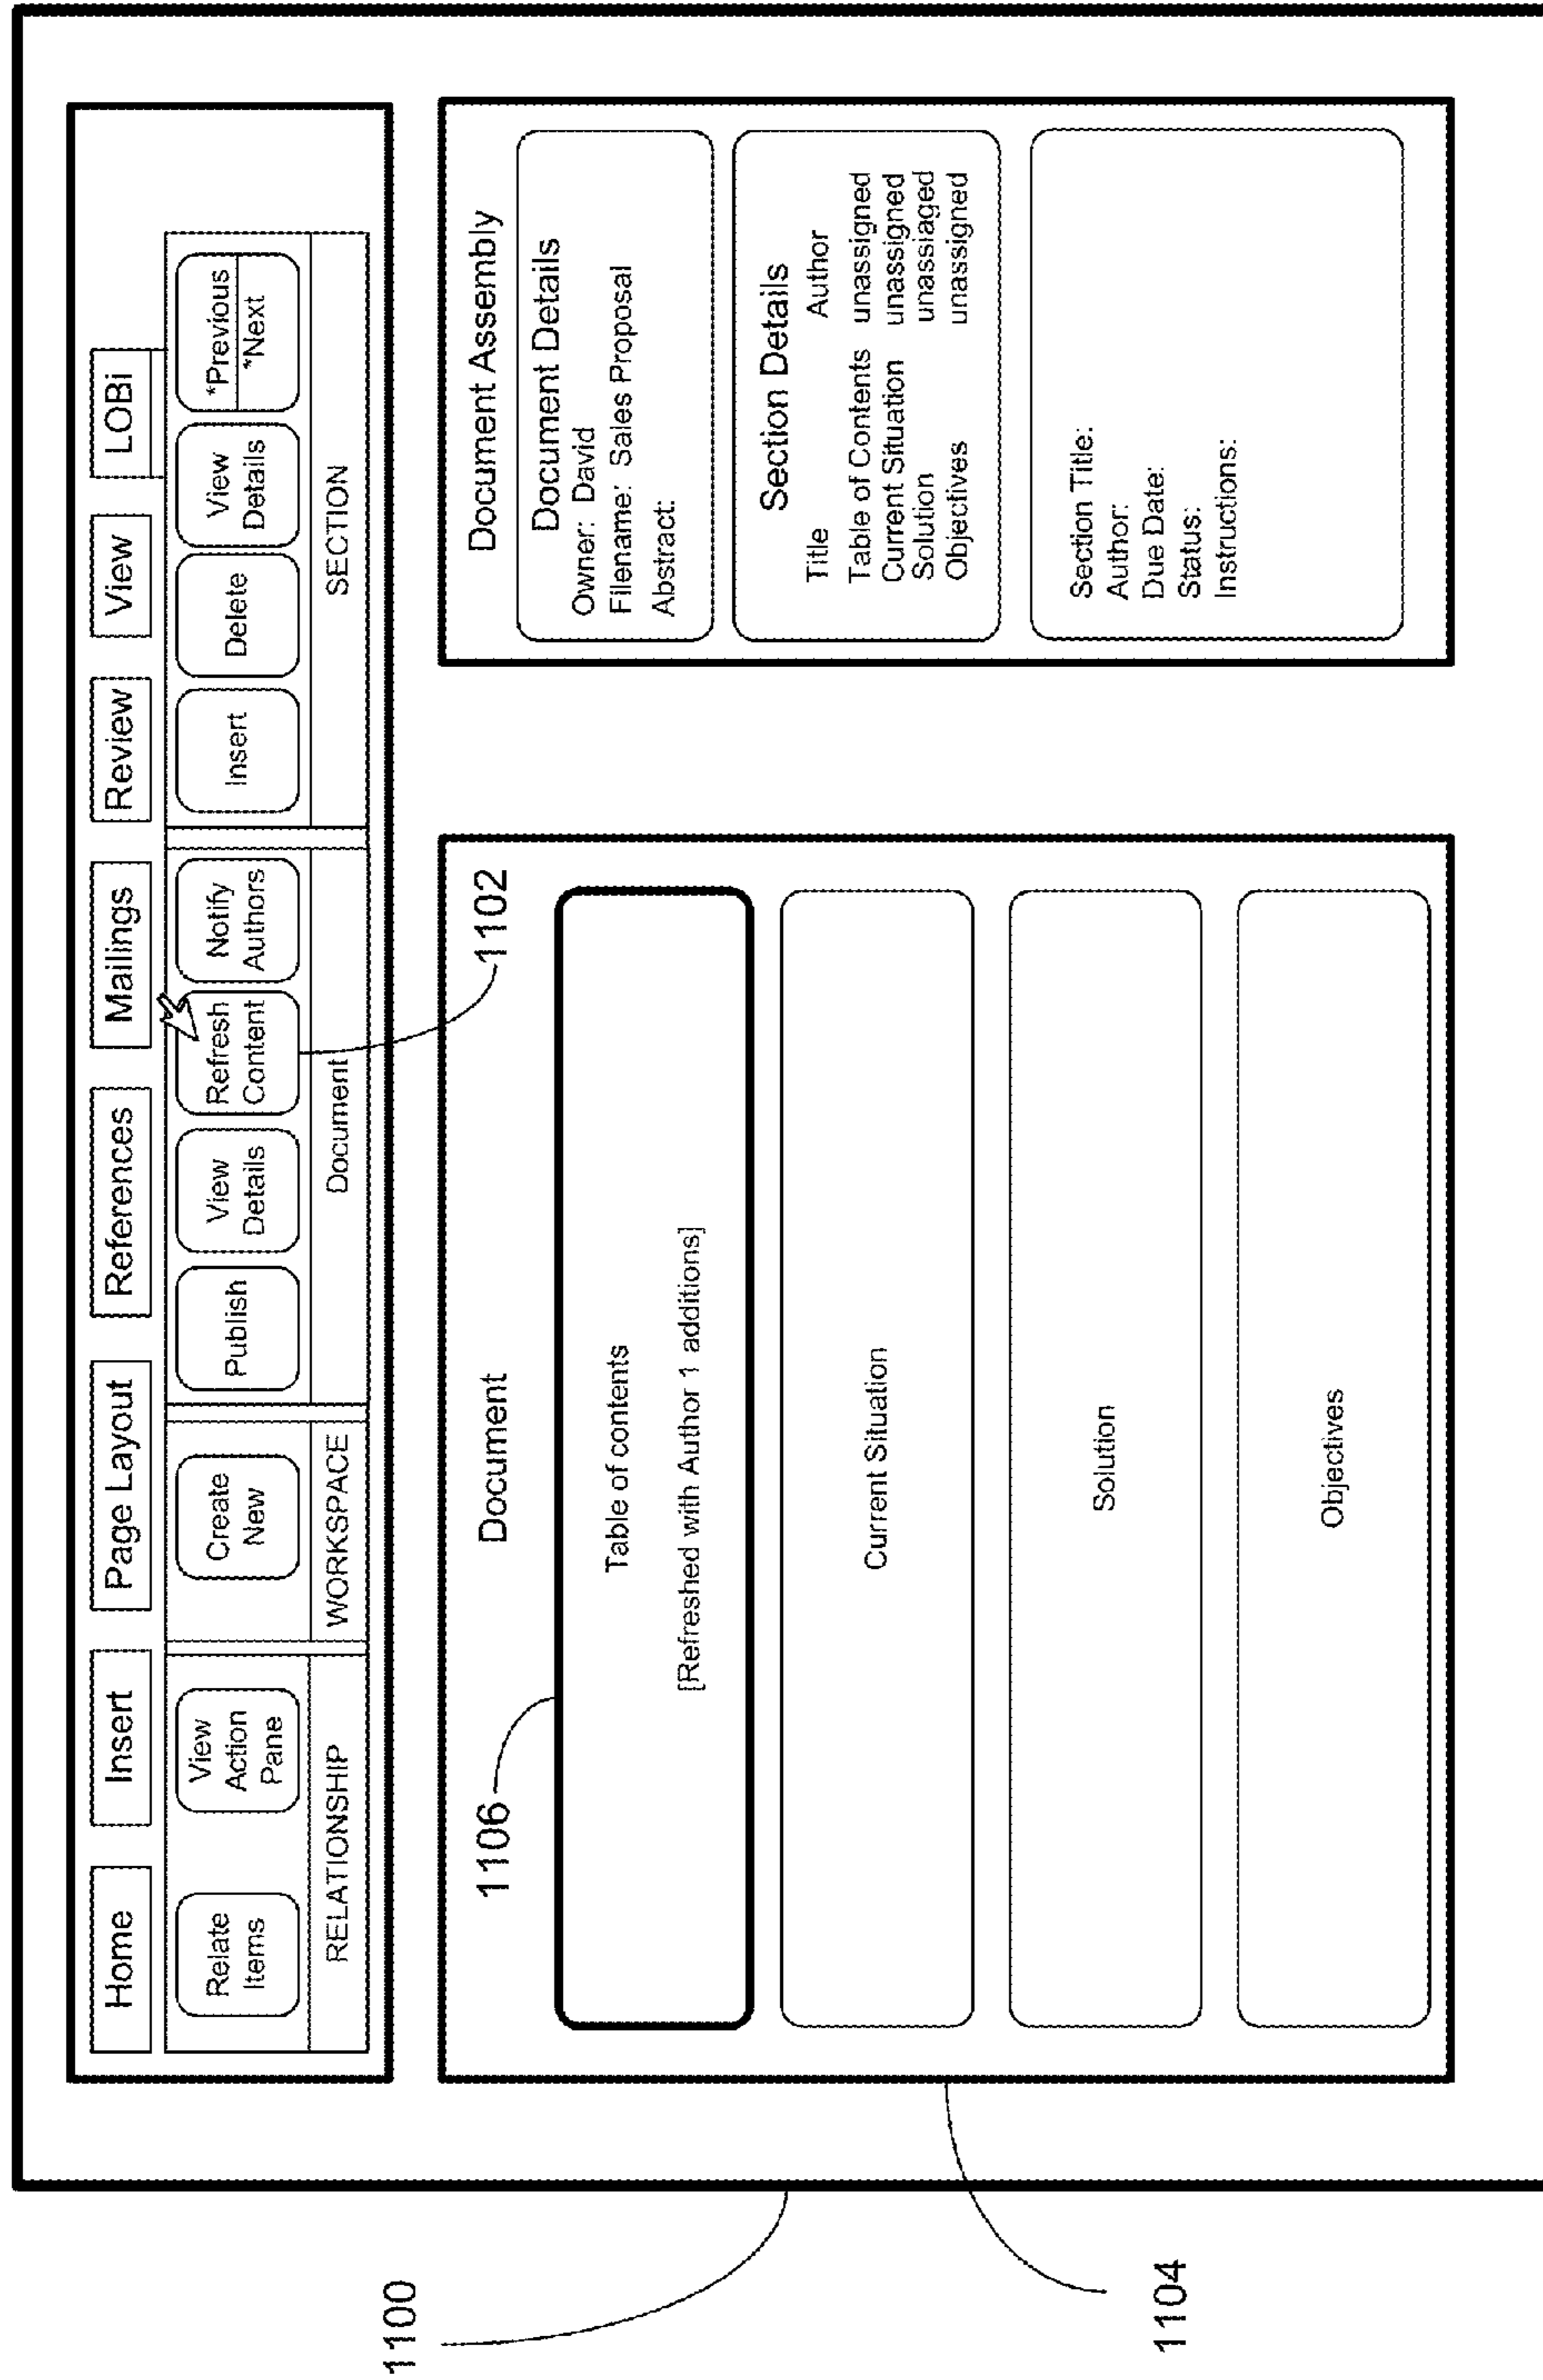 Home
Insert
Page Layout
References
Mailings
Review
View
LOBi
Relate
Items
View
Action
Pane
RELATIONSHIP
Create
New
WORKSPACE
Publish
View
Details
Refresh
Content
Notify
Authors
Document
Insert
Delete
View
Details
*Previous
*Next
SECTION
1102
1106
Document
Table of contents
[Refreshed with Author 1 additions]
Current Situation
Solution
Objectives
Document Assembly
Document Details
Owner: David
Filename: Sales Proposal
Abstract:
Section Details
Title Author
Table of Contents unassigned
Current Situation unassigned
Solution unassiaged
Objectives unassigned
Section Title:
Author:
Due Date:
Status:
Instructions:
1100
1104